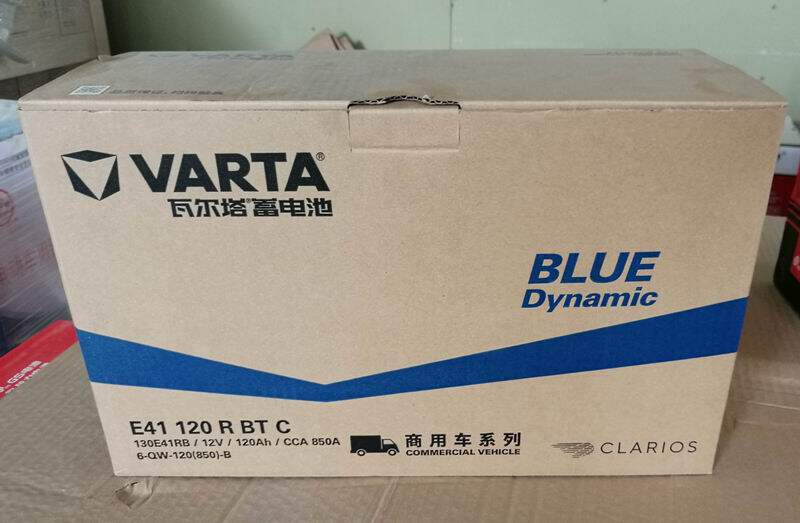 VARTA®
瓦尔塔®蓄电池
BLUE
Dynamic
E41 120 R BT C
130E41RB / 12V / 120Ah / CCA 850A
6-QW-120(850)-B
商用车系列
COMMERCIAL VEHICLE
CLARIOS